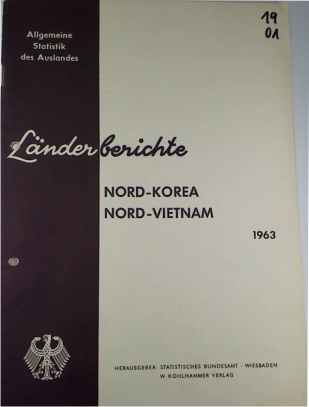 Allgemeine
Statistik
des Auslandes
19
01
Länderberichte
NORD-KOREA
NORD-VIETNAM
1963
HERAUSGEBER: STATISTISCHES BUNDESAMT · WIESBADEN
W. KOHLHAMMER VERLAG